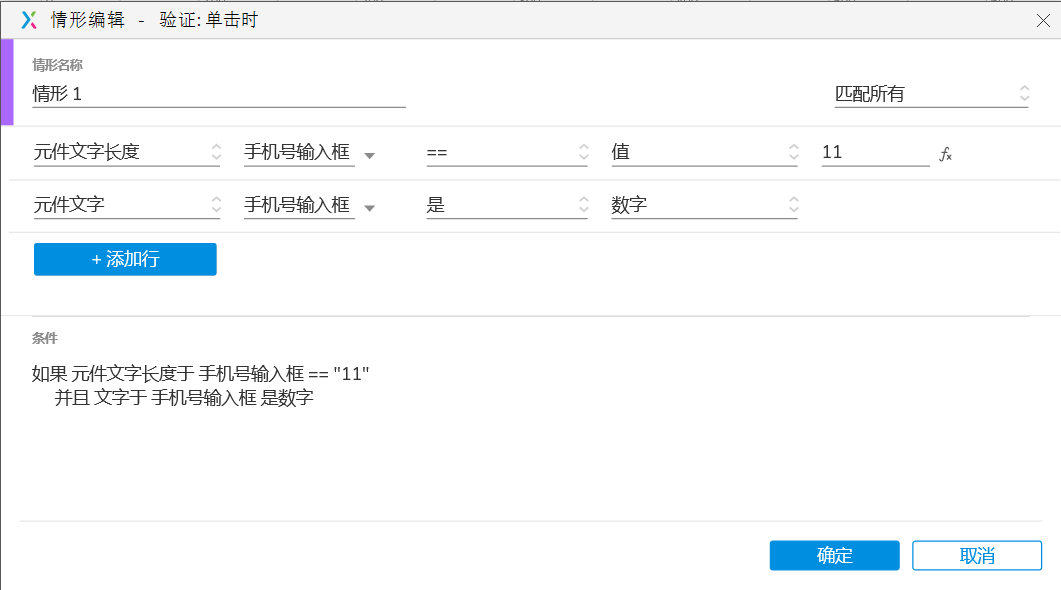 情形编辑 - 验证:单击时
情形名称
情形 1 匹配所有
元件文字长度 手机号输入框 == 值 11 fx
元件文字 手机号输入框 是 数字
+ 添加行
条件
如果 元件文字长度于 手机号输入框 == "11"
并且 文字于 手机号输入框 是数字
确定 取消